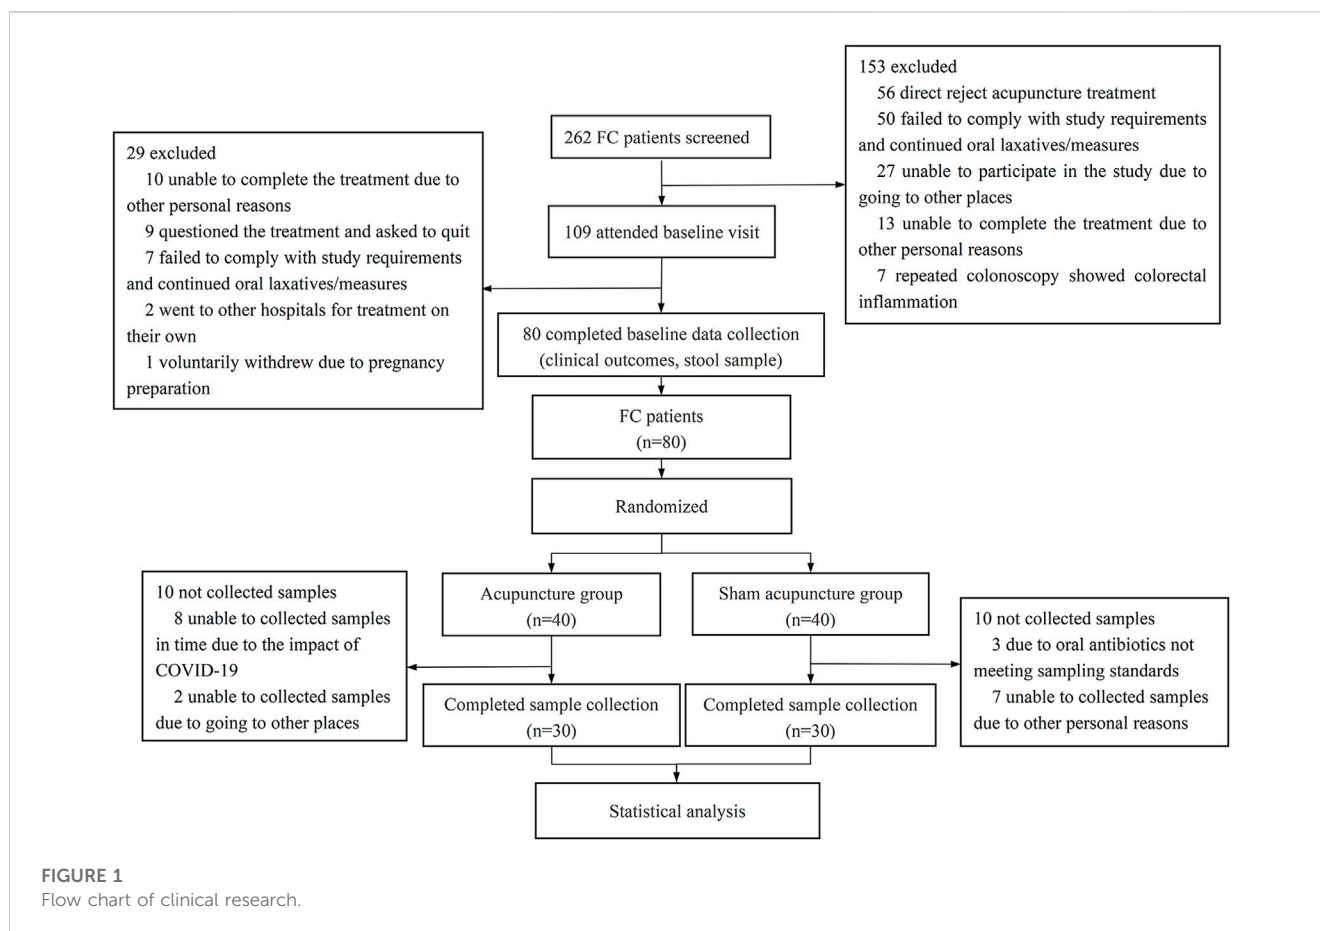 262 FC patients screened
153 excluded
56 direct reject acupuncture treatment
50 failed to comply with study requirements
and continued oral laxatives/measures
27 unable to participate in the study due to
going to other places
13 unable to complete the treatment due to
other personal reasons
7 repeated colonoscopy showed colorectal
inflammation
109 attended baseline visit
29 excluded
10 unable to complete the treatment due to
other personal reasons
9 questioned the treatment and asked to quit
7 failed to comply with study requirements
and continued oral laxatives/measures
2 went to other hospitals for treatment on
their own
1 voluntarily withdrew due to pregnancy
preparation
80 completed baseline data collection
(clinical outcomes, stool sample)
FC patients
(n=80)
Randomized
Acupuncture group
(n=40)
Sham acupuncture group
(n=40)
10 not collected samples
8 unable to collected samples
in time due to the impact of
COVID-19
2 unable to collected samples
due to going to other places
10 not collected samples
3 due to oral antibiotics not
meeting sampling standards
7 unable to collected samples
due to other personal reasons
Completed sample collection
(n=30)
Completed sample collection
(n=30)
Statistical analysis
FIGURE 1
Flow chart of clinical research.